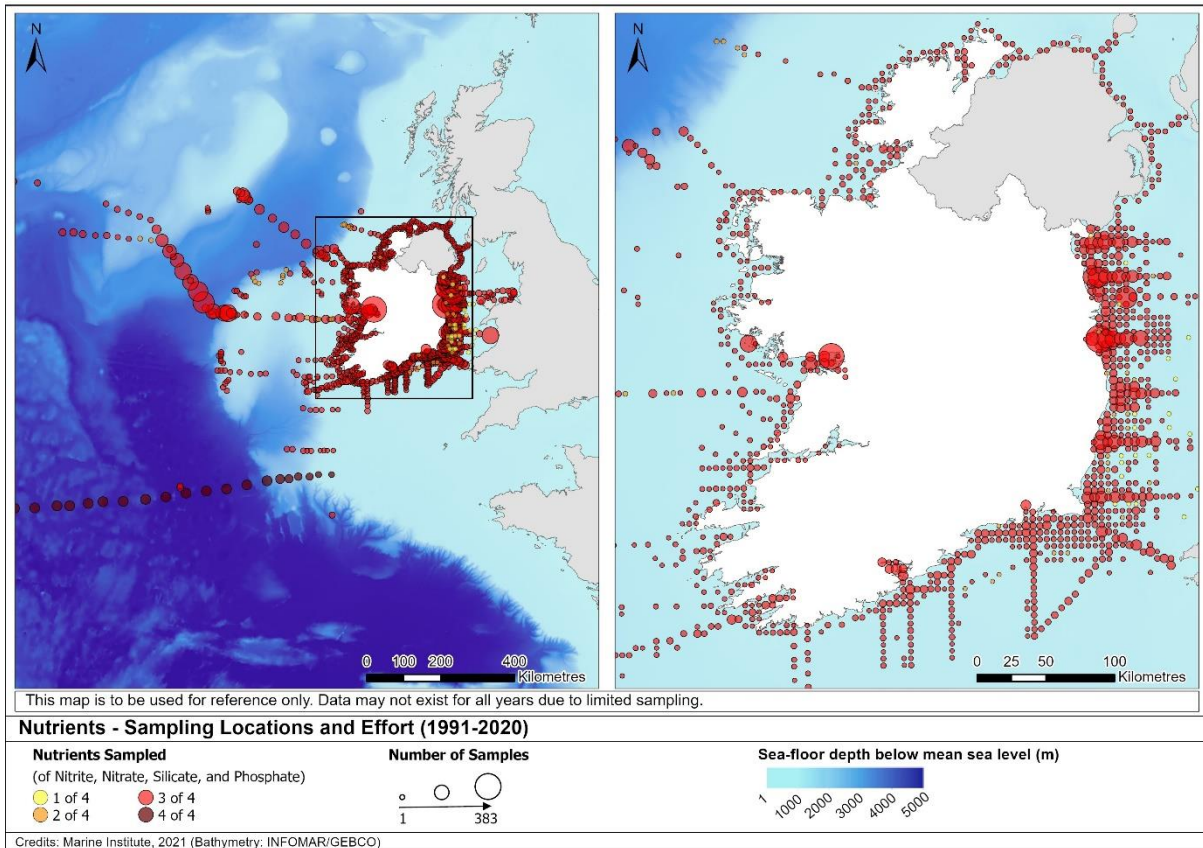 N
N
0 100 200 400
Kilometres
0 25 50 100
Kilometres
This map is to be used for reference only. Data may not exist for all years due to limited sampling.
Nutrients - Sampling Locations and Effort (1991-2020)
Nutrients Sampled
(of Nitrite, Nitrate, Silicate, and Phosphate)
1 of 4
2 of 4
3 of 4
4 of 4
Number of Samples
1 383
Sea-floor depth below mean sea level (m)
1 1000 2000 3000 4000 5000
Credits: Marine Institute, 2021 (Bathymetry: INFOMAR/GEBCO)